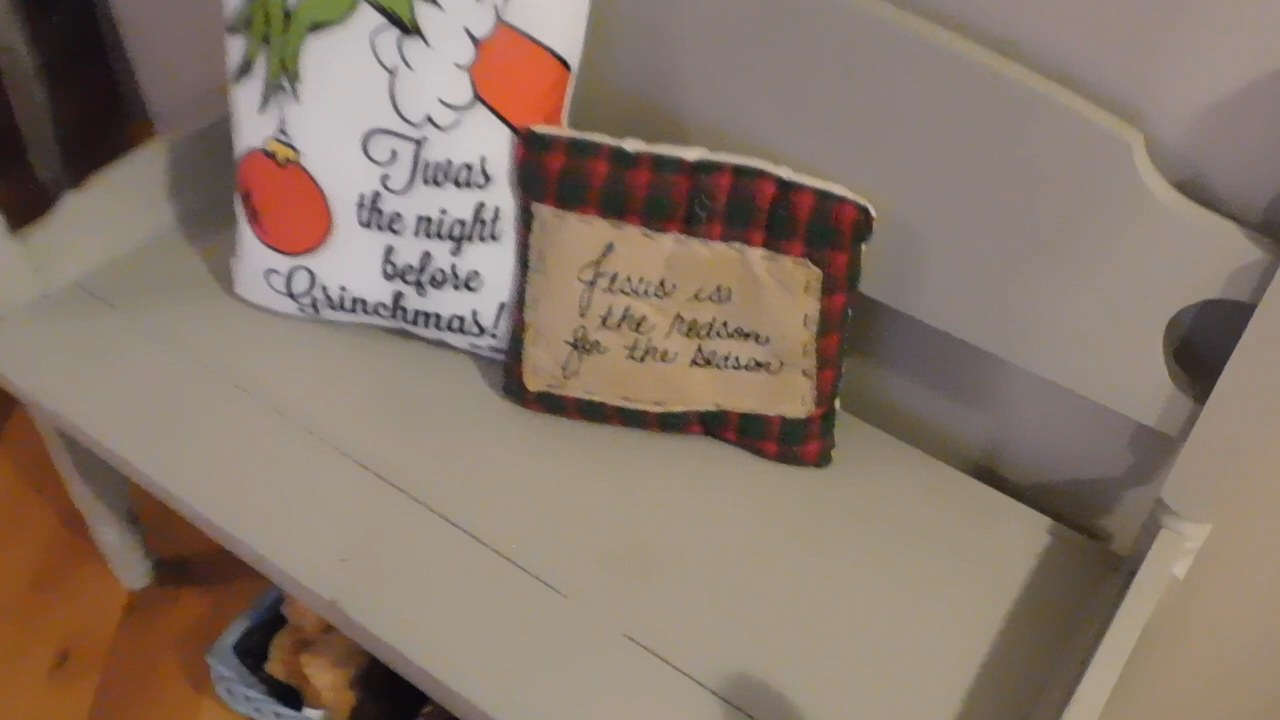 'Twas
the night
before
Grinchmas!
Jesus is
the reason
for the season